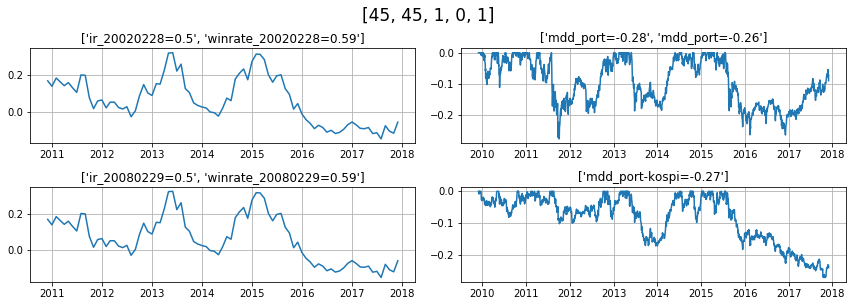 [45, 45, 1, 0, 1]
['ir_20020228=0.5', 'winrate_20020228=0.59']
0.2
0.0
2011 2012 2013 2014 2015 2016 2017 2018
['mdd_port=-0.28', 'mdd_port=-0.26']
0.0
−0.1
−0.2
2010 2011 2012 2013 2014 2015 2016 2017 2018
['ir_20080229=0.5', 'winrate_20080229=0.59']
0.2
0.0
2011 2012 2013 2014 2015 2016 2017 2018
['mdd_port-kospi=-0.27']
0.0
−0.1
−0.2
2010 2011 2012 2013 2014 2015 2016 2017 2018